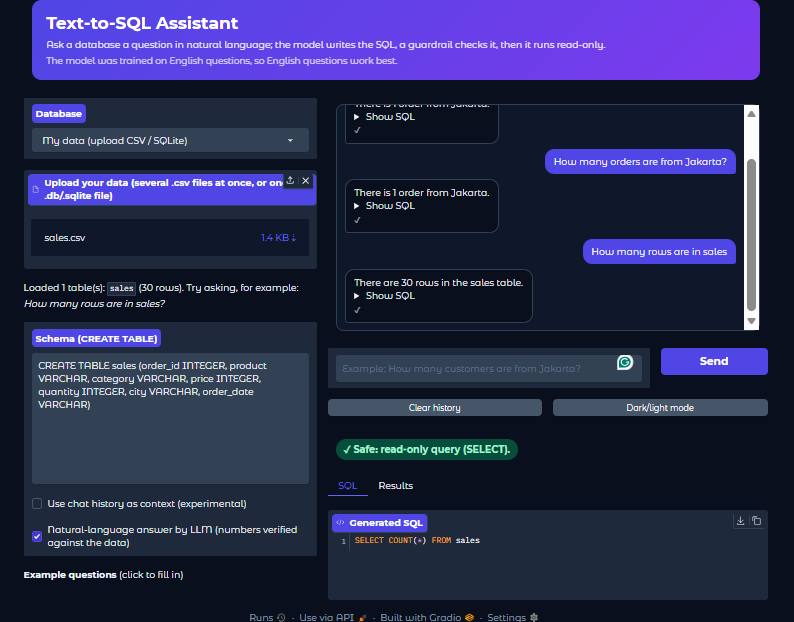 Text-to-SQL Assistant
Ask a database a question in natural language; the model writes the SQL, a guardrail checks it, then it runs read-only.
The model was trained on English questions, so English questions work best.
Database
My data (upload CSV / SQLite)
Upload your data (several .csv files at once, or one
.db/.sqlite file)
sales.csv
1.4 KB ↓
Loaded 1 table(s): sales (30 rows). Try asking, for example:
How many rows are in sales?
Schema (CREATE TABLE)
CREATE TABLE sales (order_id INTEGER, product
VARCHAR, category VARCHAR, price INTEGER,
quantity INTEGER, city VARCHAR, order_date
VARCHAR)
Use chat history as context (experimental)
Natural-language answer by LLM (numbers verified
against the data)
Example questions (click to fill in)
There is 1 order from Jakarta.
Show SQL
✓
How many orders are from Jakarta?
There is 1 order from Jakarta.
Show SQL
✓
How many rows are in sales
There are 30 rows in the sales table.
Show SQL
✓
Example: How many customers are from Jakarta?
Send
Clear history
Dark/light mode
✓ Safe: read-only query (SELECT).
SQL
Results
Generated SQL
1 SELECT COUNT(*) FROM sales
Runs · Use via API · Built with Gradio · Settings